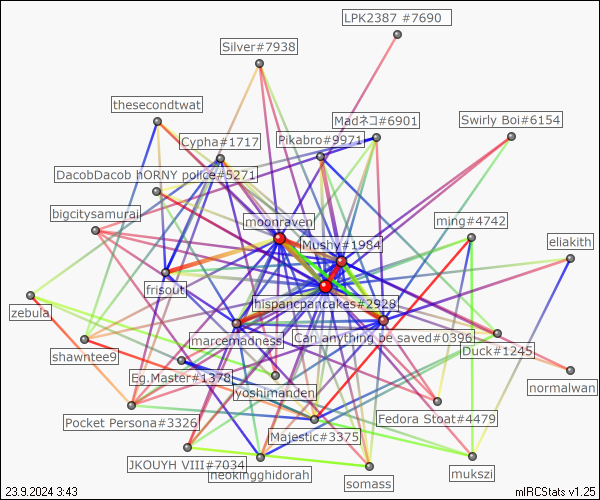 LPK2387 #7690
Silver#7938
thesecondtwat
Madネコ#6901
Swirly Boi#6154
Cypha#1717
Pikabro#9971
DacobDacob hORNY police#5271
bigcitysamurai
moonraven
ming#4742
Mushy#1984
eliakith
frisout
hispancpancakes#2928
zebula
marcemadness
Can anything be saved#0396
shawntee9
Duck#1245
Eg.Master#1378
yoshimanden
normalwan
Pocket Persona#3326
Fedora Stoat#4479
Majestic#3375
JKOUYH VIII#7034
neokingghidorah
somass
mukszi
23.9.2024 3:43
mIRCStats v1.25